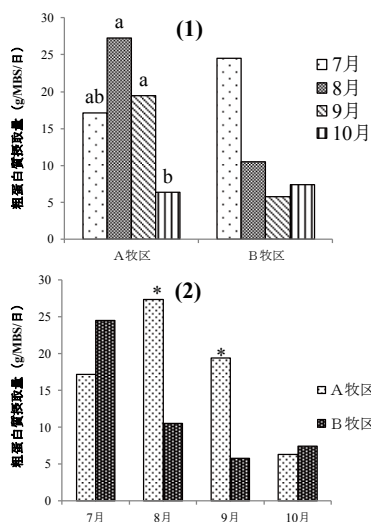 (1)
30
25
20
15
10
5
0
粗蛋白質摂取量（g/MBS/日）
ab
a
a
b
7月
8月
9月
10月
A牧区
B牧区
(2)
30
25
20
15
10
5
0
粗蛋白質摂取量（g/MBS/日）
*
*
A牧区
B牧区
7月
8月
9月
10月